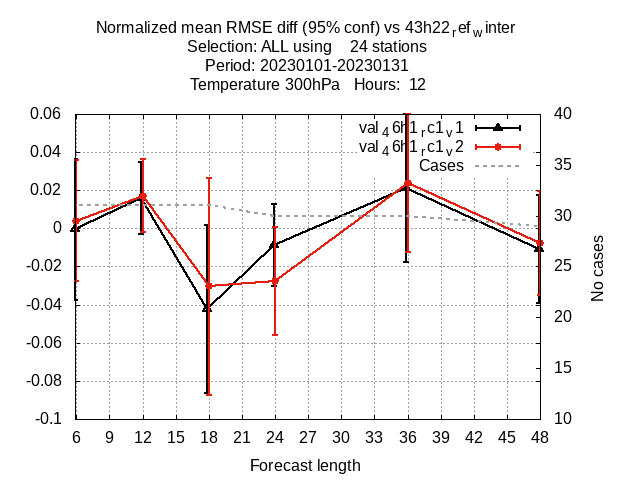 Normalized mean RMSE diff (95% conf) vs 43h22refwinter
Selection: ALL using 24 stations
Period: 20230101-20230131
Temperature 300hPa Hours: 12
val46h1rc1v1
val46h1rc1v2
Cases
0.06
0.04
0.02
0
-0.02
-0.04
-0.06
-0.08
-0.1
40
35
30
25
20
15
10
No cases
6 9 12 15 18 21 24 27 30 33 36 39 42 45 48
Forecast length